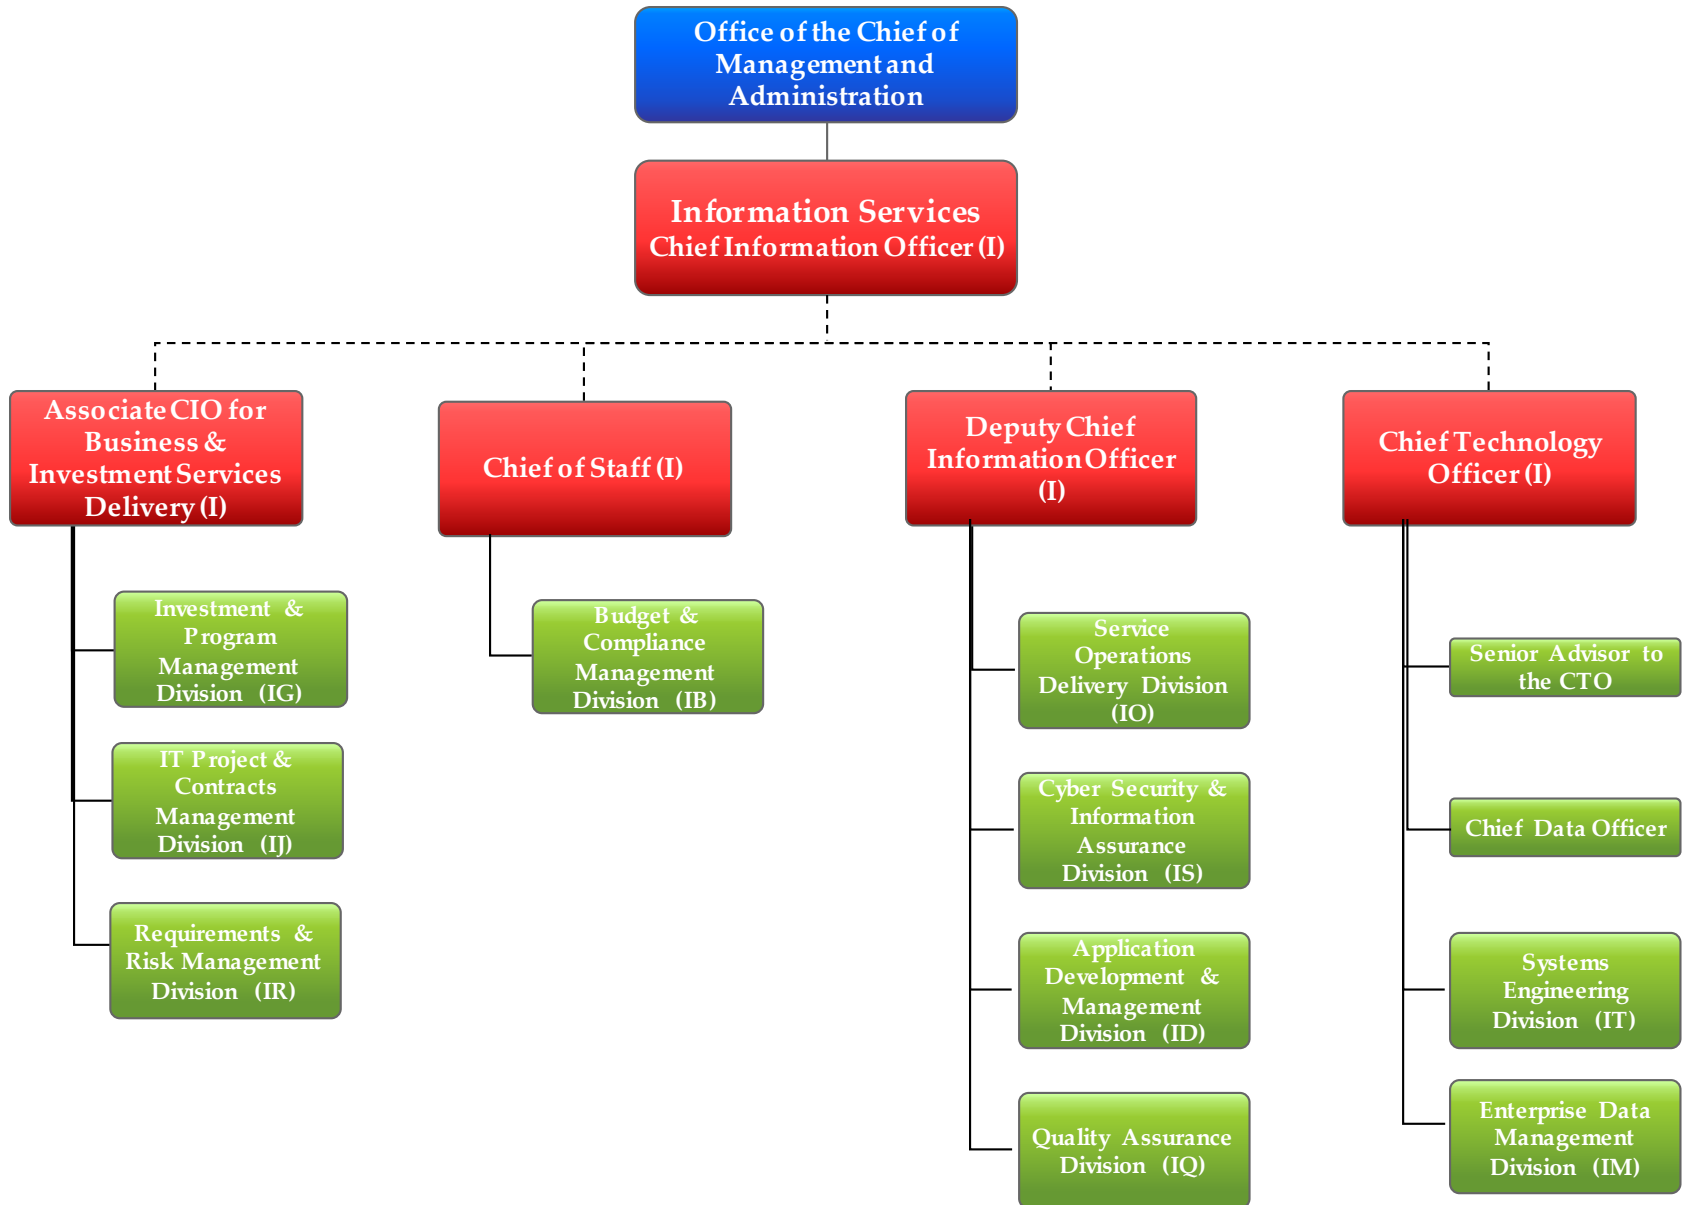 Office of the Chief of
Management and
Administration
Information Services
Chief Information Officer (I)
Associate CIO for
Business &
Investment Services
Delivery (I)
Chief of Staff (I)
Deputy Chief
Information Officer
(I)
Chief Technology
Officer (I)
Investment & 
Program
Management
Division (IG)
IT Project &
Contracts
Management
Division (IJ)
Requirements &
Risk Management
Division (IR)
Budget &
Compliance
Management
Division (IB)
Service
Operations
Delivery Division
(IO)
Cyber Security &
Information
Assurance
Division (IS)
Application
Development &
Management
Division (ID)
Quality Assurance
Division (IQ)
Senior Advisor to
the CTO
Chief Data Officer
Systems
Engineering
Division (IT)
Enterprise Data
Management
Division (IM)